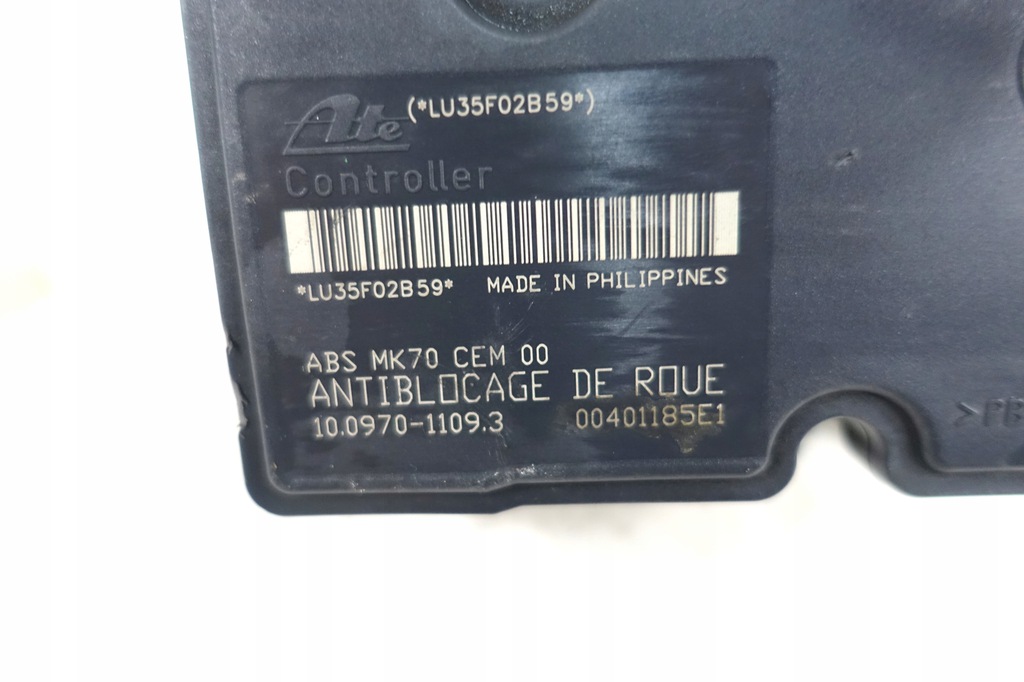 Ate (*LU35F02B59*)
Controller
*LU35F02B59* MADE IN PHILIPPINES
ABS MK70 CEM 00
ANTIBLOCAGE DE ROUE
10.0970-1109.3 00401185E1